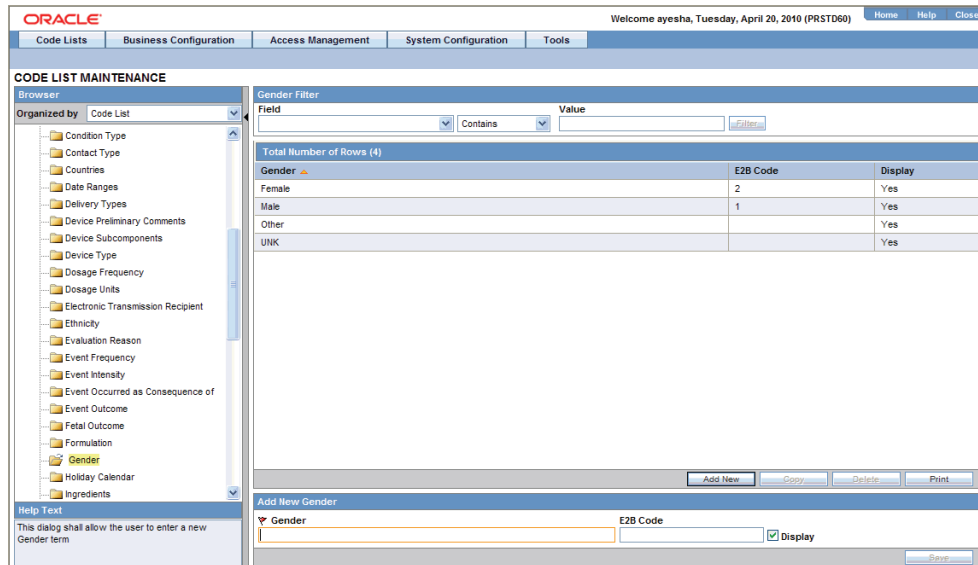 ORACLE
Welcome ayesha, Tuesday, April 20, 2010 (PRSTD60)
Home Help Close
Code Lists Business Configuration Access Management System Configuration Tools
CODE LIST MAINTENANCE
Browser
Organized by Code List
Condition Type
Contact Type
Countries
Date Ranges
Delivery Types
Device Preliminary Comments
Device Subcomponents
Device Type
Dosage Frequency
Dosage Units
Electronic Transmission Recipient
Ethnicity
Evaluation Reason
Event Frequency
Event Intensity
Event Occurred as Consequence of
Event Outcome
Fetal Outcome
Formulation
Gender
Holiday Calendar
Ingredients
Help Text
This dialog shall allow the user to enter a new
Gender term
Gender Filter
Field Value
Contains Filter
Total Number of Rows (4)
Gender E2B Code Display
Female 2 Yes
Male 1 Yes
Other Yes
UNK Yes
Add New Copy Delete Print
Add New Gender
Gender E2B Code
Display
Save